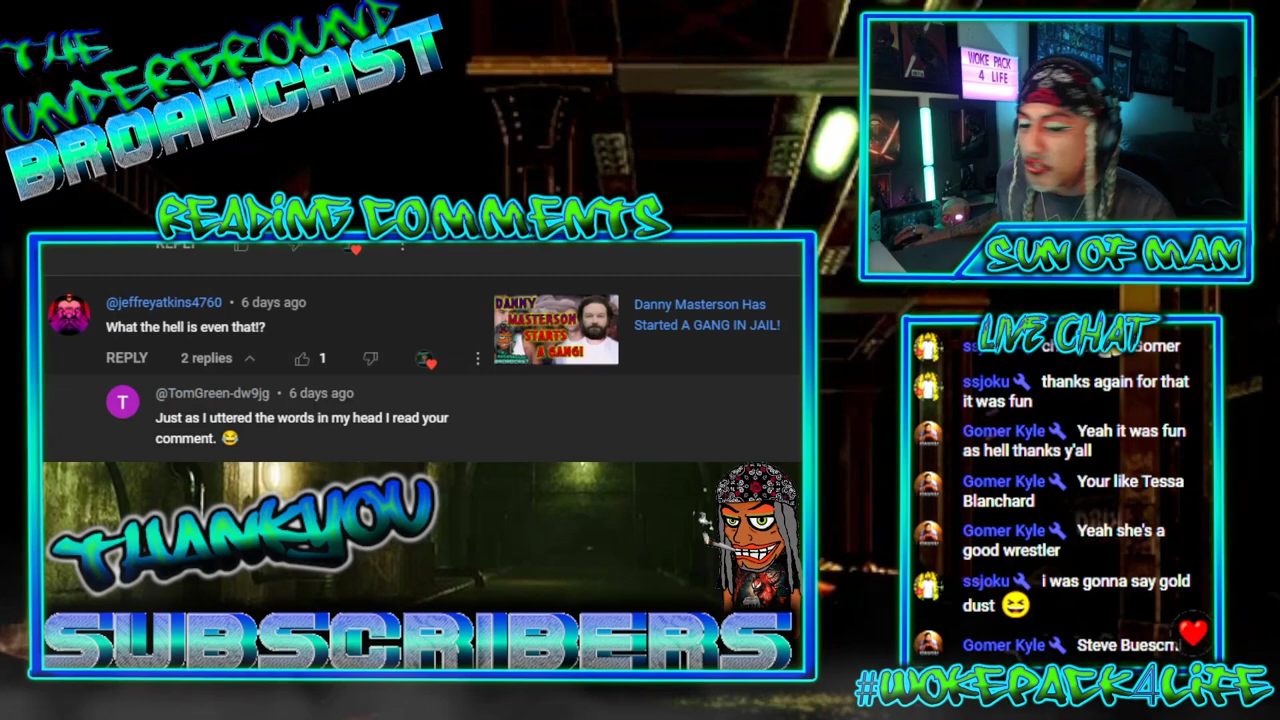 THE
UNDERGROUND
BROADCAST
READING COMMENTS
REPLY
@jeffreyatkins4760 • 6 days ago
What the hell is even that!?
REPLY 2 replies 1
DANNY
MASTERSON
STARTS
A GANG!
Danny Masterson Has
Started A GANG IN JAIL!
T
@TomGreen-dw9jg • 6 days ago
Just as I uttered the words in my head I read your
comment. 😂
THANKYOU
SUBSCRIBERS
WOKE PACK
4 LIFE
SUN OF MAN
LIVE CHAT
ssjoku thanks again for that
it was fun
Gomer Kyle Yeah it was fun
as hell thanks y'all
Gomer Kyle Your like Tessa
Blanchard
Gomer Kyle Yeah she's a
good wrestler
ssjoku i was gonna say gold
dust 😆
Gomer Kyle Steve
#WOKEPACK4LIFE